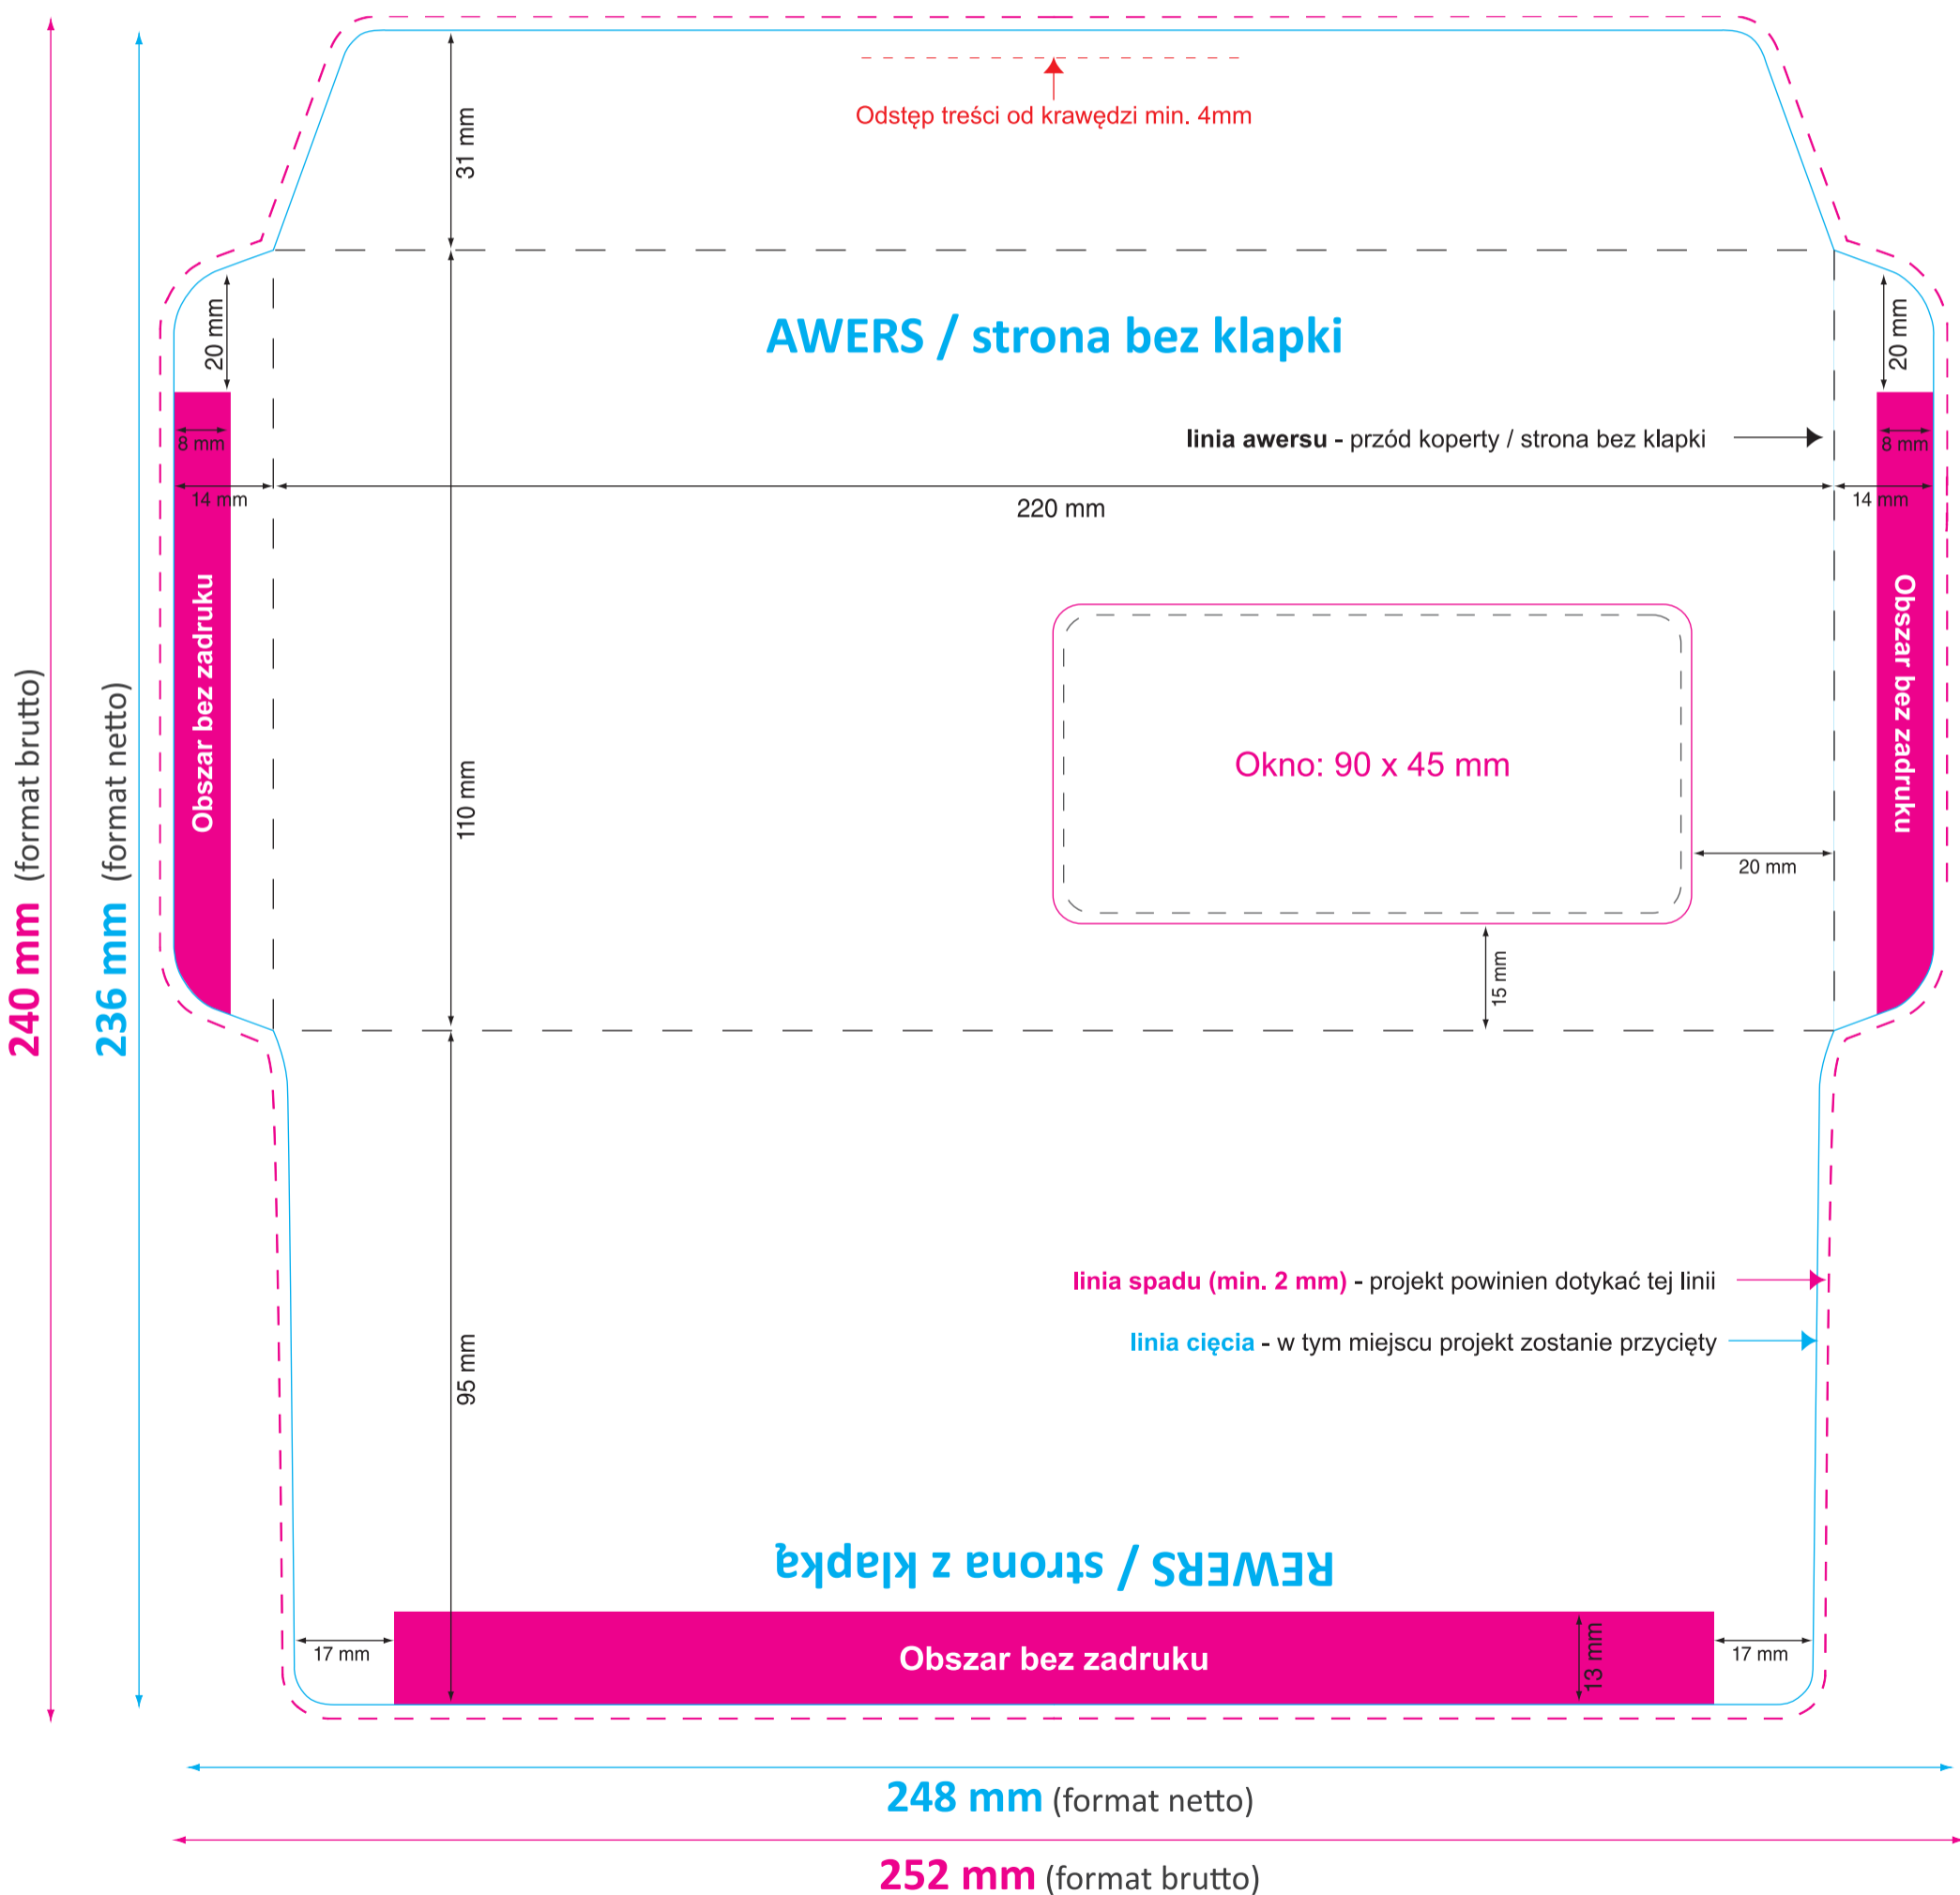 Odstęp treści od krawędzi min. 4mm
31 mm
20 mm
20 mm
AWERS / strona bez klapki
linia awersu - przód koperty / strona bez klapki
8 mm
8 mm
14 mm
14 mm
220 mm
Obszar bez zadruku
Obszar bez zadruku
240 mm (format brutto)
236 mm (format netto)
110 mm
Okno: 90 x 45 mm
20 mm
15 mm
linia spadu (min. 2 mm) - projekt powinien dotykać tej linii
linia cięcia - w tym miejscu projekt zostanie przycięty
95 mm
REWERS / strona z klapką
17 mm
Obszar bez zadruku
13 mm
17 mm
248 mm (format netto)
252 mm (format brutto)